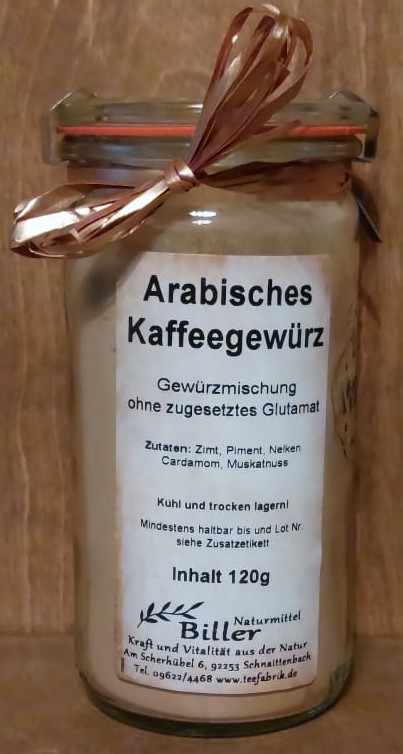 Arabisches
Kaffeegewürz
Gewürzmischung
ohne zugesetztes Glutamat
Zutaten: Zimt, Piment, Nelken
Cardamom, Muskatnuss
Kühl und trocken lagern!
Mindestens haltbar bis und Lot Nr.
siehe Zusatzetikett
Inhalt 120g
Naturmittel
Biller
Kraft und Vitalität aus der Natur
Am Scherhübel 6, 92253 Schnaittenbach
Tel. 09622/4468 www.teefabrik.de